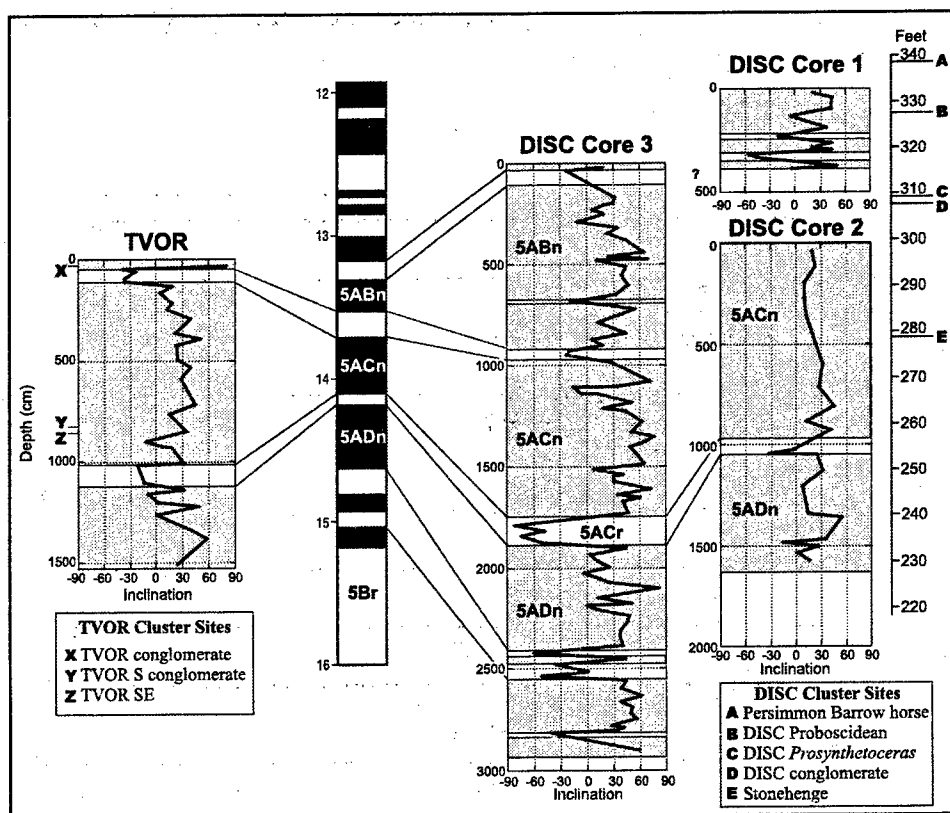 TVOR
0
500
1000
1500
-90 -60 -30 0 30 60 90
Inclination
Depth (cm)
X
Y
Z
TVOR Cluster Sites
X TVOR conglomerate
Y TVOR S conglomerate
Z TVOR SE
12
13
14
15
16
5ABn
5ACn
5ADn
5Br
DISC Core 3
0
500
1000
1500
2000
2500
3000
5ABn
5ACn
5ACr
5ADn
-90 -60 -30 0 30 60 90
Inclination
DISC Core 1
0
?
500
-90 -60 -30 0 30 60 90
DISC Core 2
0
500
1000
1500
2000
5ACn
5ADn
-90 -60 -30 0 30 60 90
Inclination
Feet
340
A
330
B
320
310
C
D
300
290
280
E
270
260
250
240
230
220
DISC Cluster Sites
A Persimmon Barrow horse
B DISC Proboscidean
C DISC Prosynthetoceras
D DISC conglomerate
E Stonehenge